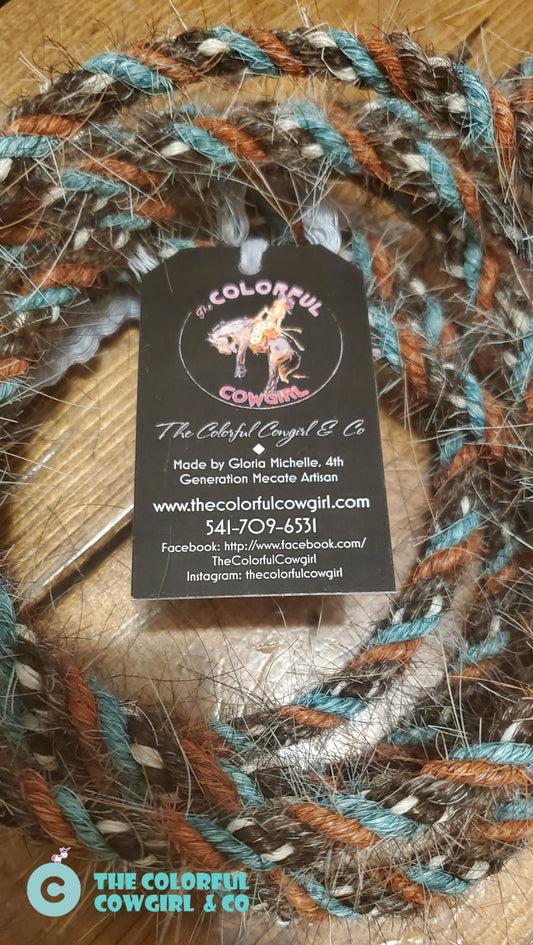 The COLORFUL
COWGIRL
The Colorful Cowgirl & Co
Made by Gloria Michelle, 4th
Generation Mecate Artisan
www.thecolorfulcowgirl.com
541-709-6531
Facebook: http://www.facebook.com/
TheColorfulCowgirl
Instagram: thecolorfulcowgirl
C THE COLORFUL
COWGIRL & CO